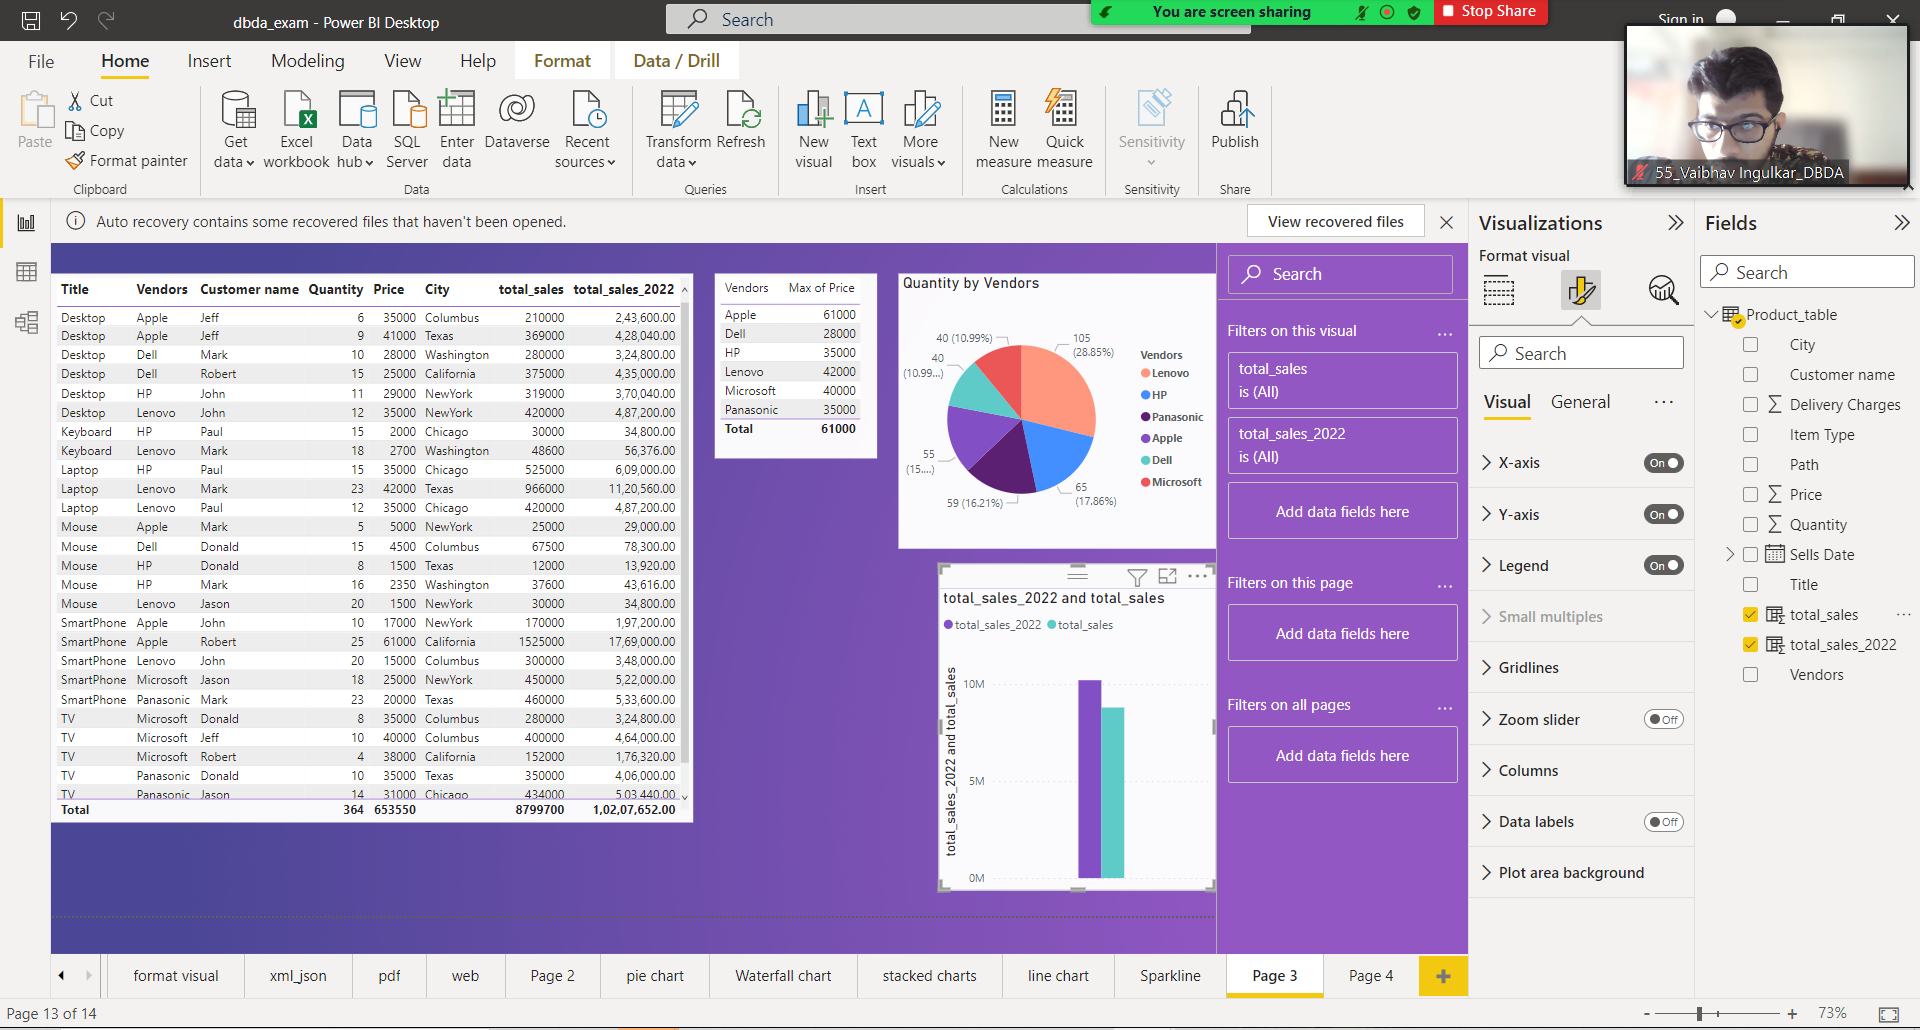 dbda_exam - Power BI Desktop
Search
You are screen sharing
Stop Share
Sign in
File Home Insert Modeling View Help Format Data / Drill
Paste
Cut
Copy
Format painter
Clipboard
Get data
Excel workbook
Data hub
SQL Server
Enter data
Dataverse
Recent sources
Data
Transform data
Refresh
Queries
New visual
Text box
More visuals
Insert
New measure
Quick measure
Calculations
Sensitivity
Sensitivity
Publish
Share
55_Vaibhav Ingulkar_DBDA
Auto recovery contains some recovered files that haven't been opened.
View recovered files
Title Vendors Customer name Quantity Price City total_sales total_sales_2022
Desktop Apple Jeff 6 35000 Columbus 210000 2,43,600.00
Desktop Apple Jeff 9 41000 Texas 369000 4,28,040.00
Desktop Dell Mark 10 28000 Washington 280000 3,24,800.00
Desktop Dell Robert 15 25000 California 375000 4,35,000.00
Desktop HP John 11 29000 NewYork 319000 3,70,040.00
Desktop Lenovo John 12 35000 NewYork 420000 4,87,200.00
Keyboard HP Paul 15 2000 Chicago 30000 34,800.00
Keyboard Lenovo Mark 18 2700 Washington 48600 56,376.00
Laptop HP Paul 15 35000 Chicago 525000 6,09,000.00
Laptop Lenovo Mark 23 42000 Texas 966000 11,20,560.00
Laptop Lenovo Paul 12 35000 Chicago 420000 4,87,200.00
Mouse Apple Mark 5 5000 NewYork 25000 29,000.00
Mouse Dell Donald 15 4500 Columbus 67500 78,300.00
Mouse HP Donald 8 1500 Texas 12000 13,920.00
Mouse HP Mark 16 2350 Washington 37600 43,616.00
Mouse Lenovo Jason 20 1500 NewYork 30000 34,800.00
SmartPhone Apple John 10 17000 NewYork 170000 1,97,200.00
SmartPhone Apple Robert 25 61000 California 1525000 17,69,000.00
SmartPhone Lenovo John 20 15000 Columbus 300000 3,48,000.00
SmartPhone Microsoft Jason 18 25000 NewYork 450000 5,22,000.00
SmartPhone Panasonic Mark 23 20000 Texas 460000 5,33,600.00
TV Microsoft Donald 8 35000 Columbus 280000 3,24,800.00
TV Microsoft Jeff 10 40000 Columbus 400000 4,64,000.00
TV Microsoft Robert 4 38000 California 152000 1,76,320.00
TV Panasonic Donald 10 35000 Texas 350000 4,06,000.00
TV Panasonic Jason 14 31000 Chicago 434000 5,03,440.00
Total 364 653550 8799700 1,02,07,652.00
Vendors Max of Price
Apple 61000
Dell 28000
HP 35000
Lenovo 42000
Microsoft 40000
Panasonic 35000
Total 61000
Quantity by Vendors
40 (10.99%)
105
(28.85%)
40
(10.99...)
55
(15....)
59 (16.21%)
65
(17.86%)
Vendors
Lenovo
HP
Panasonic
Apple
Dell
Microsoft
total_sales_2022 and total_sales
total_sales_2022 total_sales
total_sales_2022 and total_sales
10M
5M
0M
Search
Filters on this visual
total_sales
is (All)
total_sales_2022
is (All)
Add data fields here
Filters on this page
Add data fields here
Filters on all pages
Add data fields here
Visualizations
Format visual
Search
Visual General
X-axis On
Y-axis On
Legend On
Small multiples
Gridlines
Zoom slider Off
Columns
Data labels Off
Plot area background
Fields
Search
Product_table
City
Customer name
Delivery Charges
Item Type
Path
Price
Quantity
Sells Date
Title
total_sales
total_sales_2022
Vendors
format visual xml_json pdf web Page 2 pie chart Waterfall chart stacked charts line chart Sparkline Page 3 Page 4
Page 13 of 14
73%